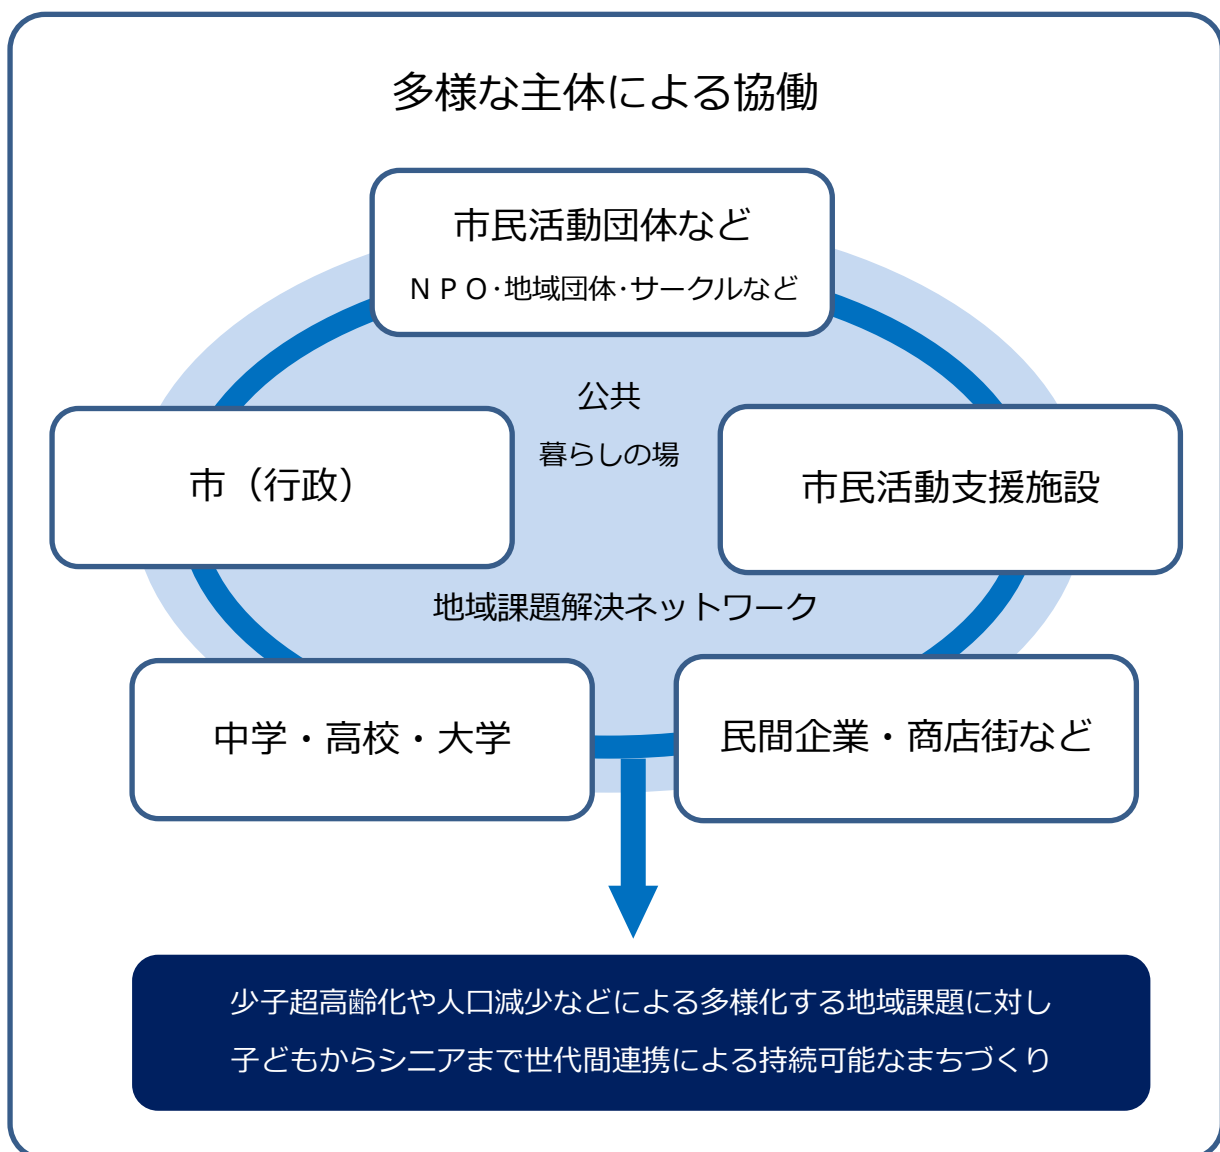 多様な主体による協働
市民活動団体など
ＮＰＯ･地域団体･サークルなど
公共
暮らしの場
市（行政）
市民活動支援施設
地域課題解決ネットワーク
中学・高校・大学
民間企業・商店街など
少子超高齢化や人口減少などによる多様化する地域課題に対し
子どもからシニアまで世代間連携による持続可能なまちづくり